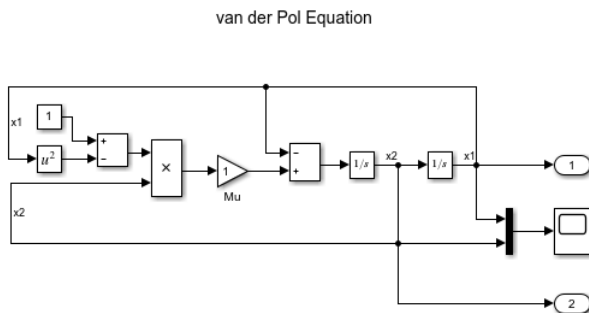 van der Pol Equation
x1
1
u²
+
−
×
1
Mu
−
+
1/s
x2
1/s
x1
1
x2
2